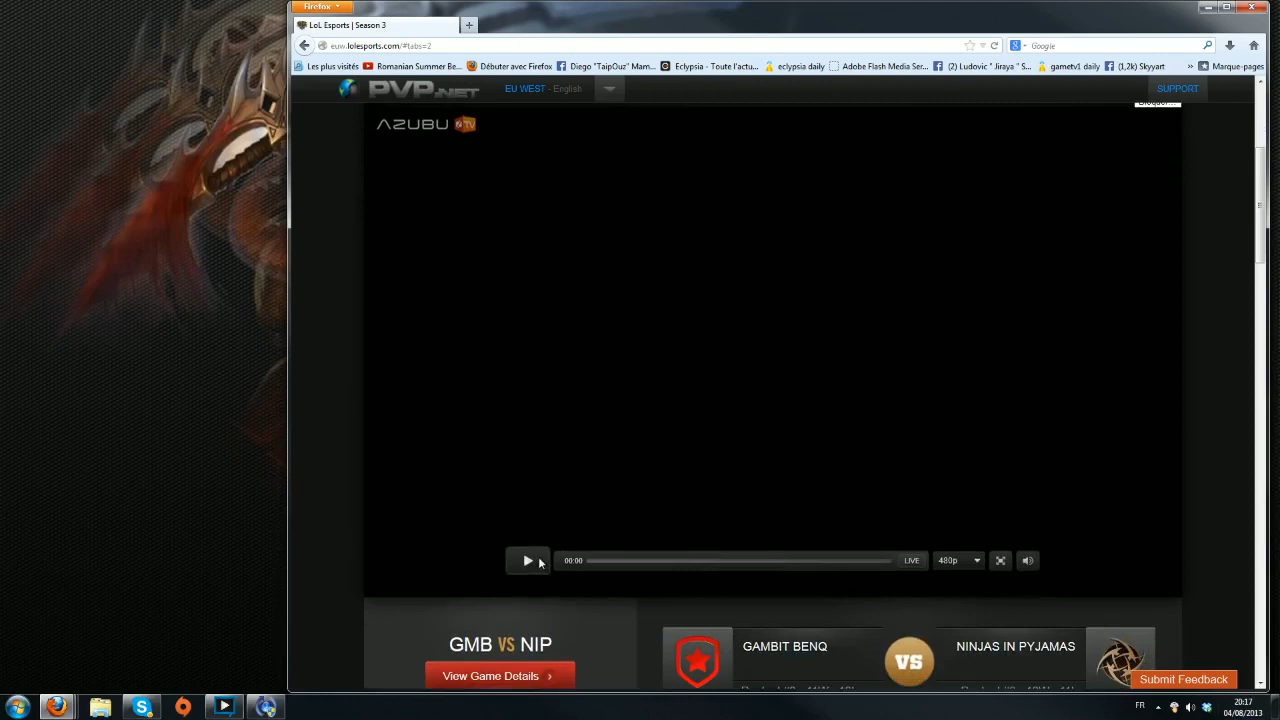 Firefox
LoL Esports | Season 3
euw.lolesports.com/#tabs=2
Google
Les plus visités
Romanian Summer Be...
Débuter avec Firefox
Diego "TaipOuz" Mam...
Eclypsia - Toute l'actu...
eclypsia daily
Adobe Flash Media Ser...
(2) Ludovic " Jiraya " S...
gametv1 daily
(1,2k) Skyyart
»
Marque-pages
PVP.NET
EU WEST - English
SUPPORT
Bloquer...
AZUBU TV
00:00
LIVE
480p
GMB VS NIP
View Game Details ›
GAMBIT BENQ
VS
NINJAS IN PYJAMAS
Submit Feedback
FR
20:17
04/08/2013